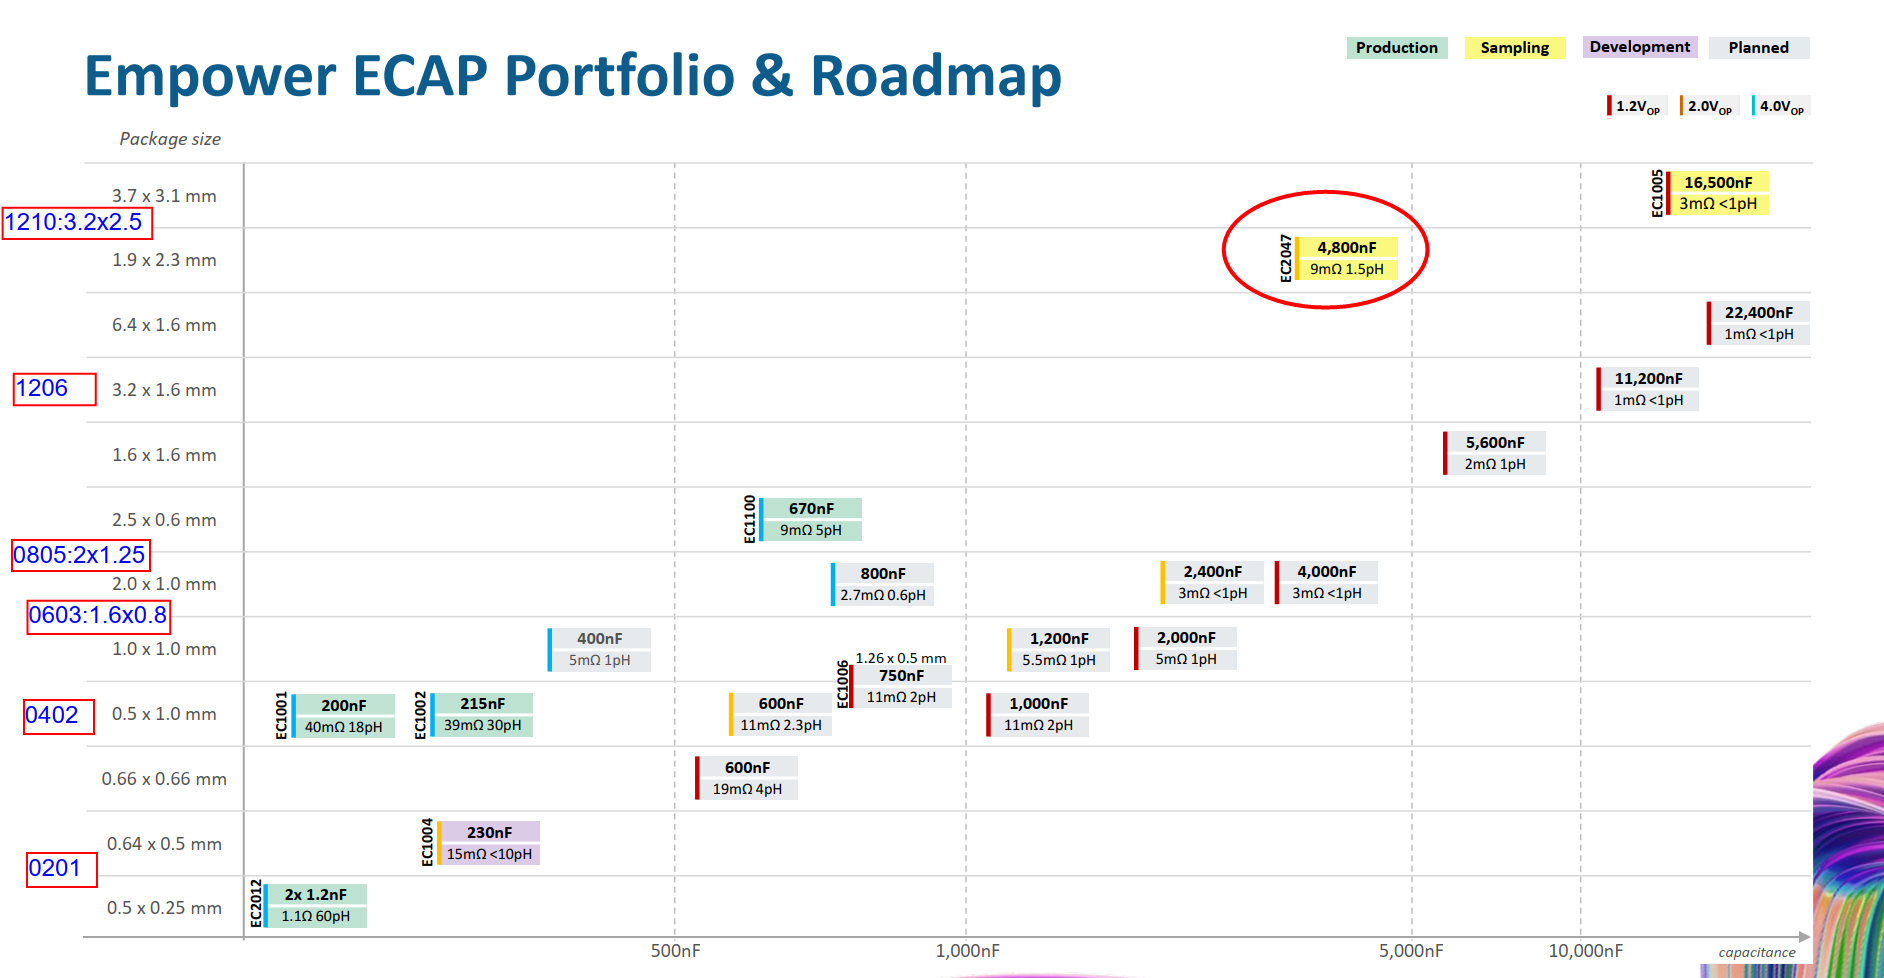 Empower ECAP Portfolio & Roadmap
Production
Sampling
Development
Planned
1.2VOP
2.0VOP
4.0VOP
Package size
3.7 x 3.1 mm
EC1005
16,500nF
3mΩ <1pH
1210:3.2x2.5
1.9 x 2.3 mm
EC2047
4,800nF
9mΩ 1.5pH
6.4 x 1.6 mm
22,400nF
1mΩ <1pH
1206
3.2 x 1.6 mm
11,200nF
1mΩ <1pH
1.6 x 1.6 mm
5,600nF
2mΩ 1pH
2.5 x 0.6 mm
EC1100
670nF
9mΩ 5pH
0805:2x1.25
2.0 x 1.0 mm
800nF
2.7mΩ 0.6pH
2,400nF
3mΩ <1pH
4,000nF
3mΩ <1pH
0603:1.6x0.8
1.0 x 1.0 mm
400nF
5mΩ 1pH
1,200nF
5.5mΩ 1pH
2,000nF
5mΩ 1pH
1.26 x 0.5 mm
EC1006
750nF
11mΩ 2pH
0402
0.5 x 1.0 mm
EC1001
200nF
40mΩ 18pH
EC1002
215nF
39mΩ 30pH
600nF
11mΩ 2.3pH
1,000nF
11mΩ 2pH
0.66 x 0.66 mm
600nF
19mΩ 4pH
0.64 x 0.5 mm
EC1004
230nF
15mΩ <10pH
0201
0.5 x 0.25 mm
EC2012
2x 1.2nF
1.1Ω 60pH
500nF
1,000nF
5,000nF
10,000nF
capacitance